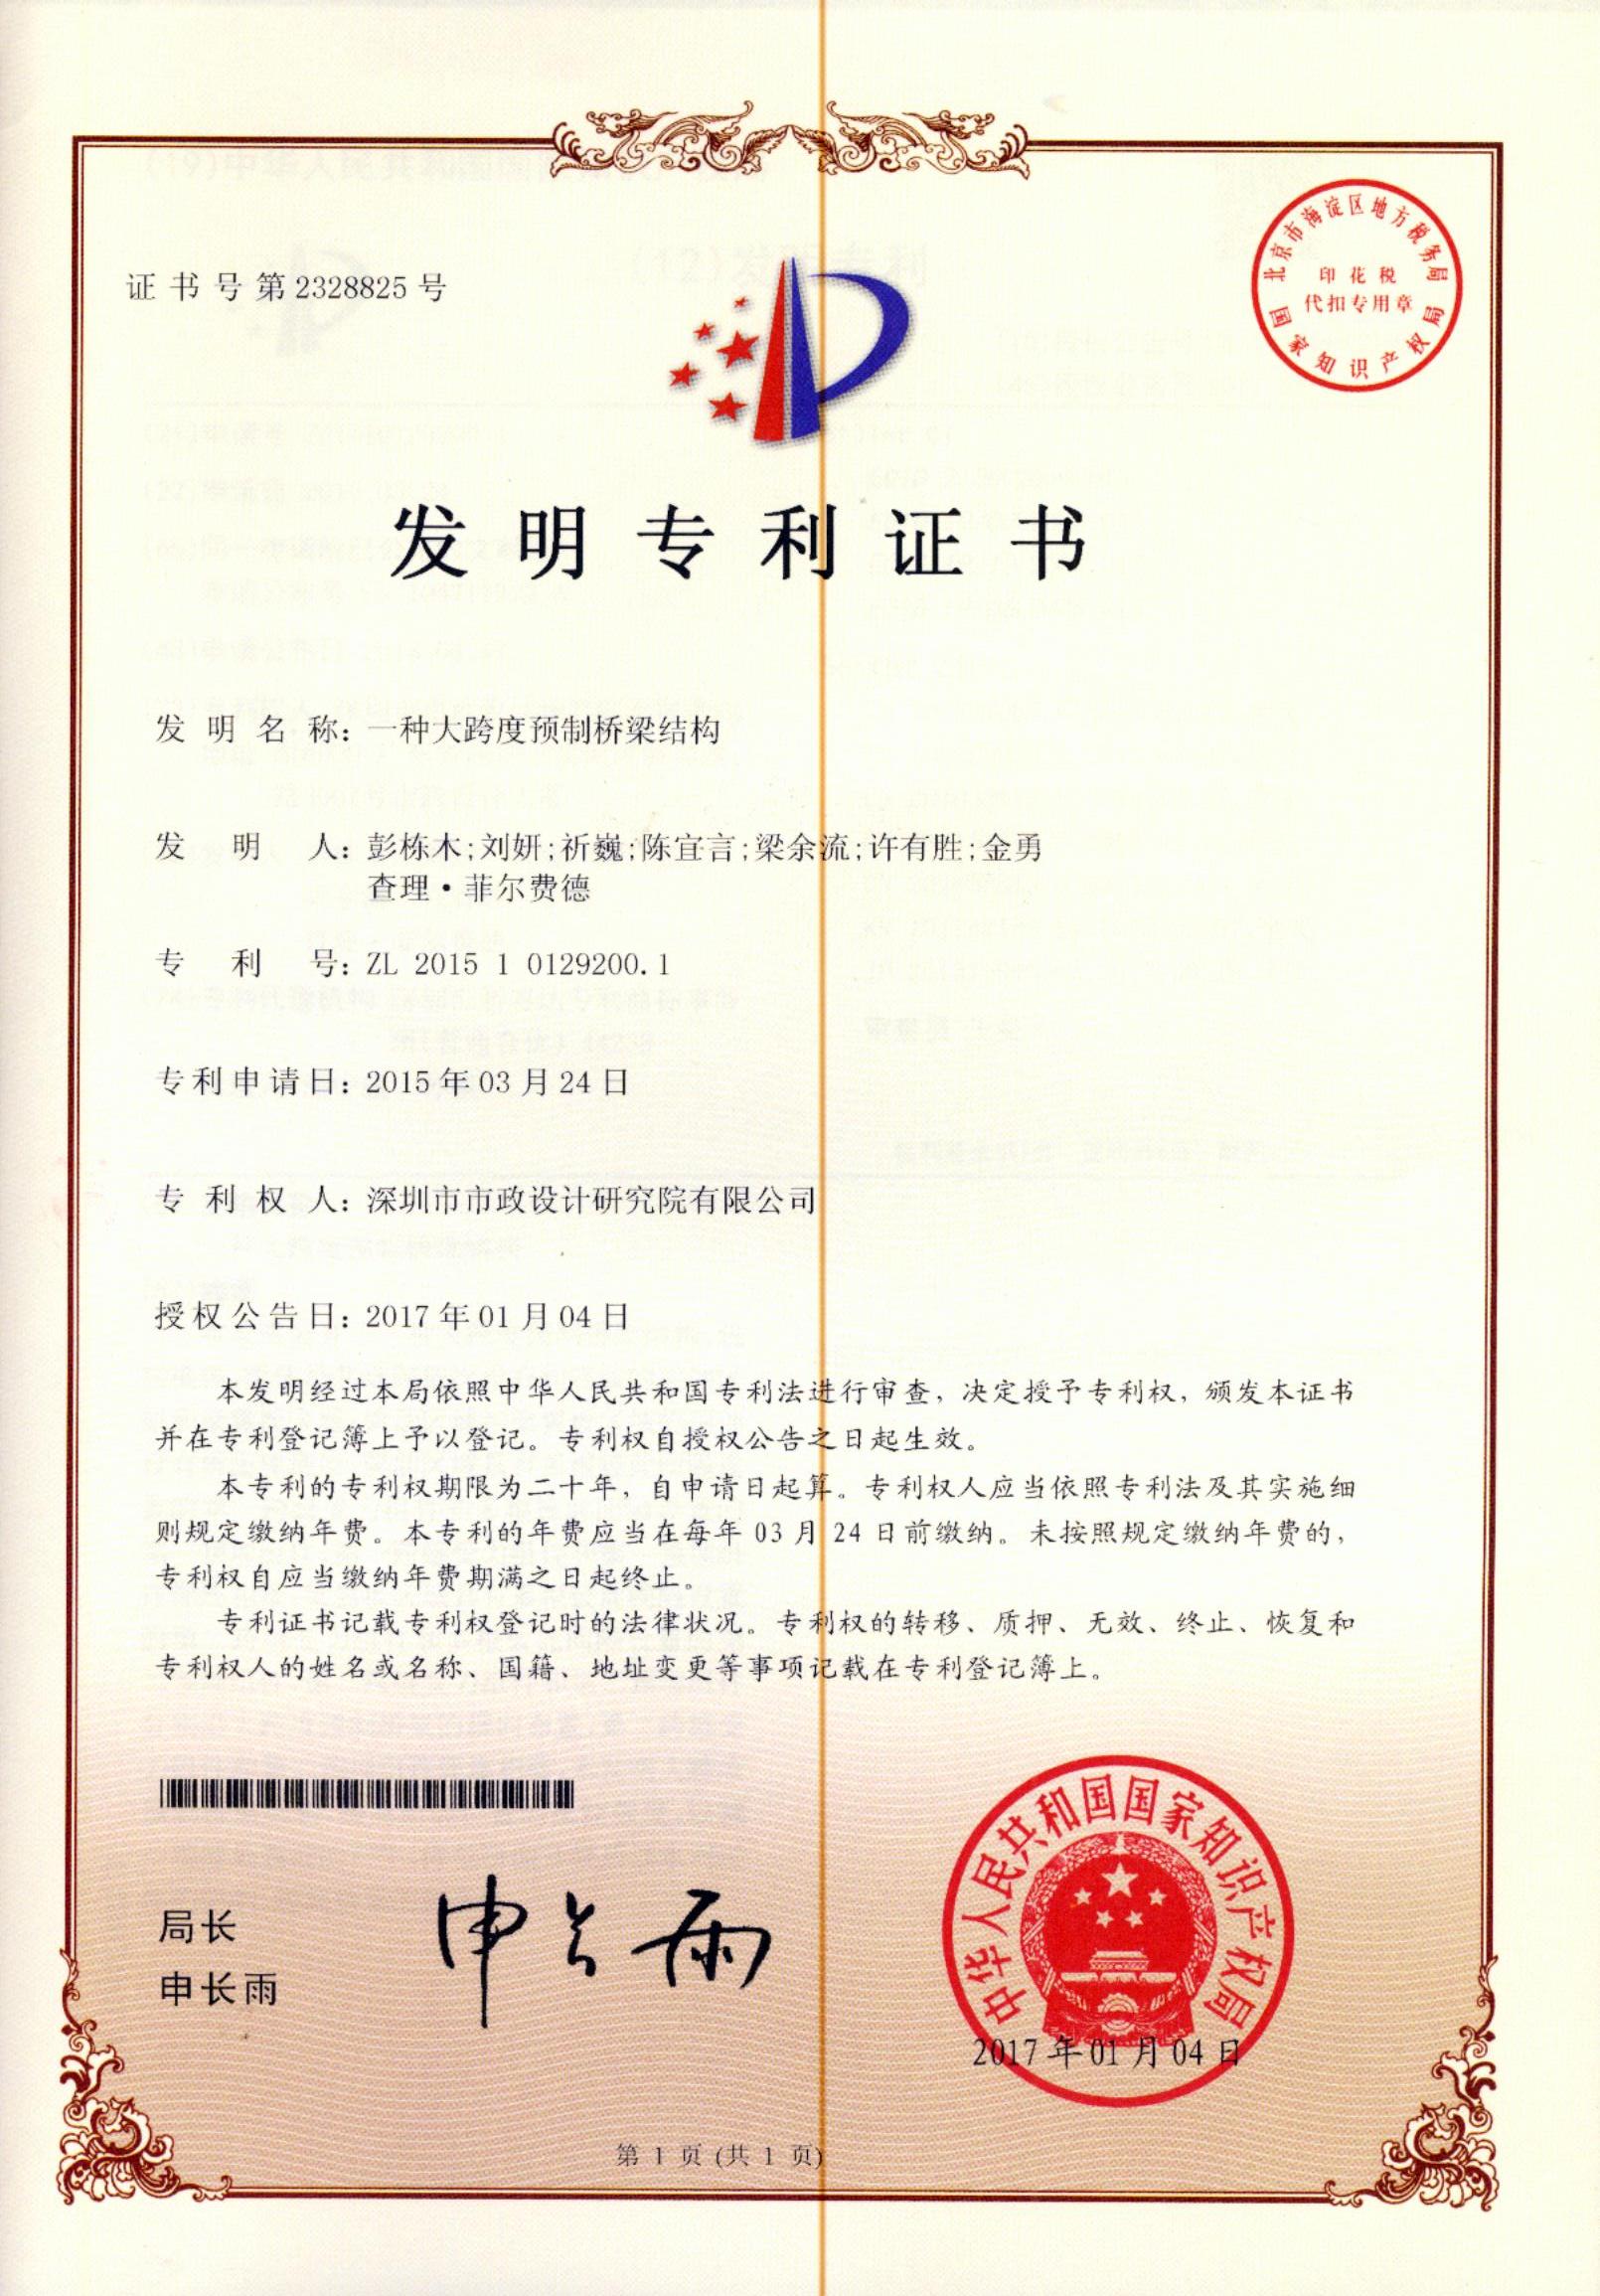 证书号第2328825号
北京市海淀区地方税务局
印花税
代扣专用章
国家知识产权局
发明专利证书
发明名称：一种大跨度预制桥梁结构
发明人：彭栋木;刘妍;祈巍;陈宜言;梁余流;许有胜;金勇
查理·菲尔费德
专利号：ZL 2015 1 0129200.1
专利申请日：2015年03月24日
专利权人：深圳市市政设计研究院有限公司
授权公告日：2017年01月04日
本发明经过本局依照中华人民共和国专利法进行审查，决定授予专利权，颁发本证书
并在专利登记簿上予以登记。专利权自授权公告之日起生效。
本专利的专利权期限为二十年，自申请日起算。专利权人应当依照专利法及其实施细
则规定缴纳年费。本专利的年费应当在每年 03 月 24 日前缴纳。未按照规定缴纳年费的，
专利权自应当缴纳年费期满之日起终止。
专利证书记载专利权登记时的法律状况。专利权的转移、质押、无效、终止、恢复和
专利权人的姓名或名称、国籍、地址变更等事项记载在专利登记簿上。
局长
申长雨
申长雨
中华人民共和国国家知识产权局
2017年01月04日
第 1 页 (共 1 页)